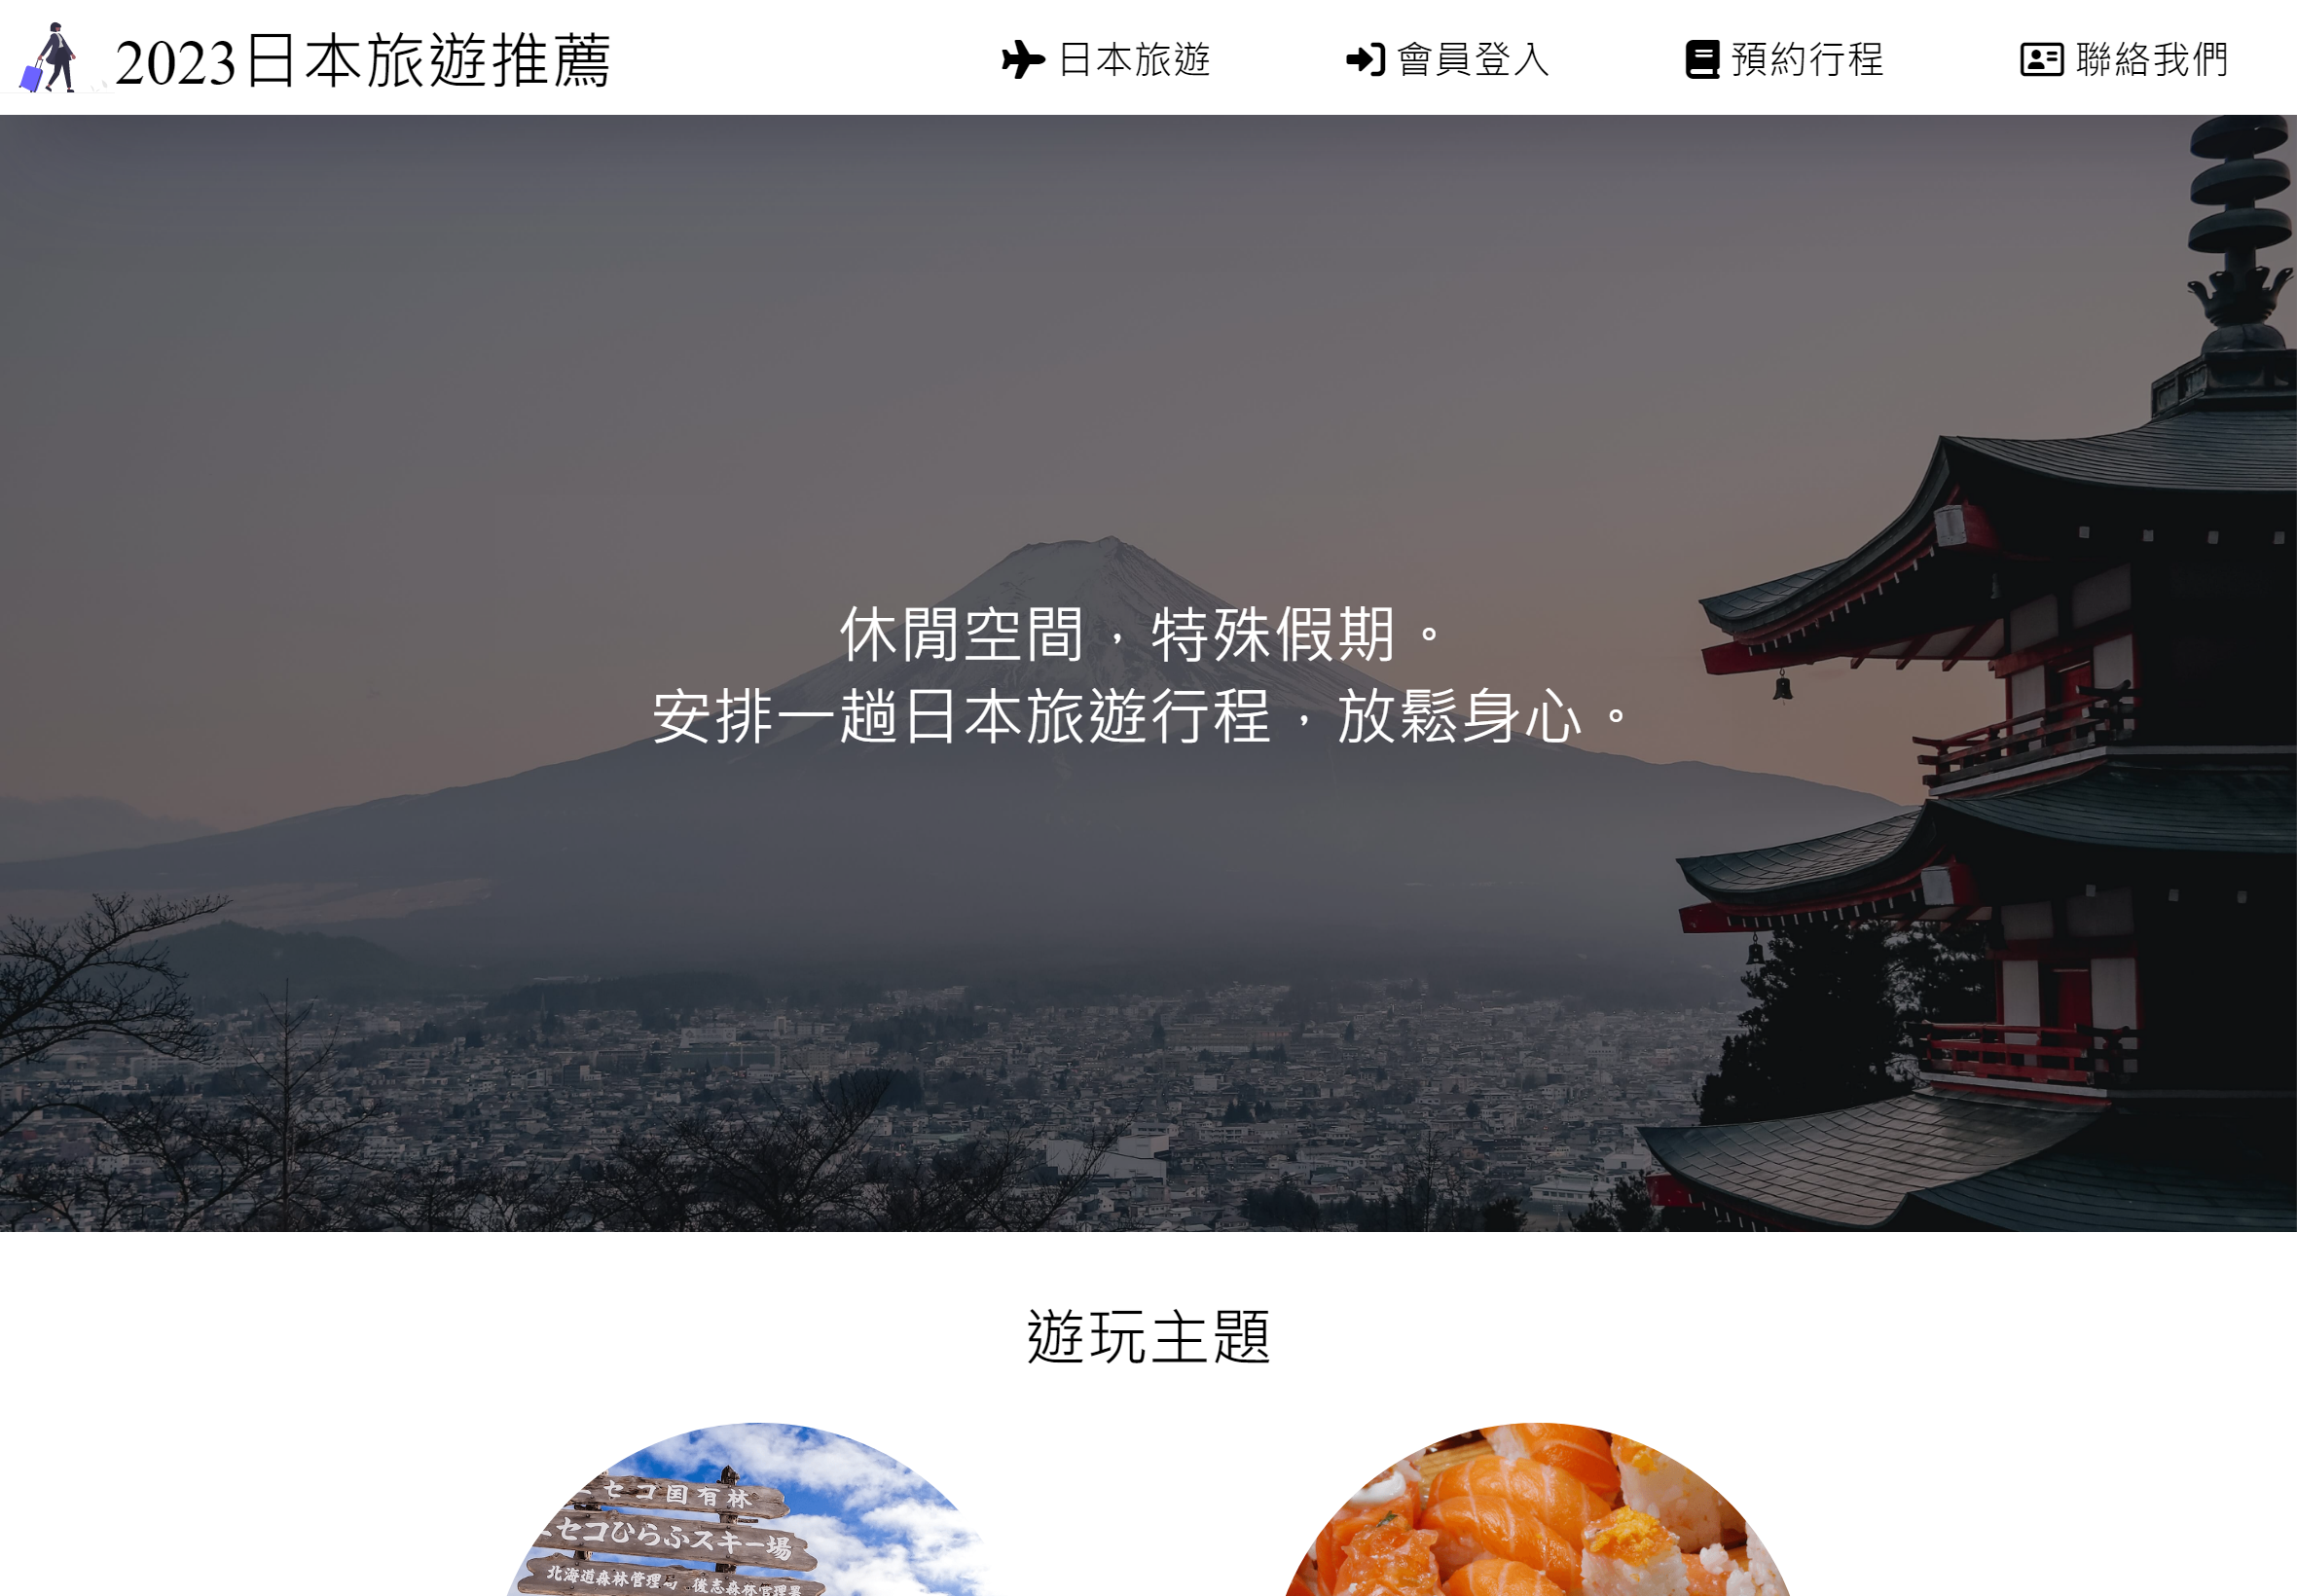 2023日本旅遊推薦
日本旅遊
會員登入
預約行程
聯絡我們
休閒空間，特殊假期。
安排一趟日本旅遊行程，放鬆身心。
遊玩主題
セコ国有林
セコひらふスキー場
北海道森林管理局 後志森林管理署